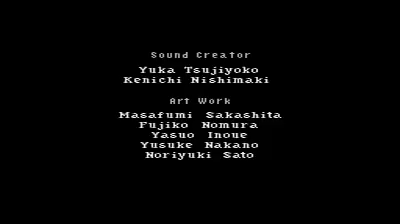 Sound Creator
Yuka Tsujiyoko
Kenichi Nishimaki
Art Work
Masafumi Sakashita
Fujiko Nomura
Yasuo Inoue
Yusuke Nakano
Noriyuki Sato